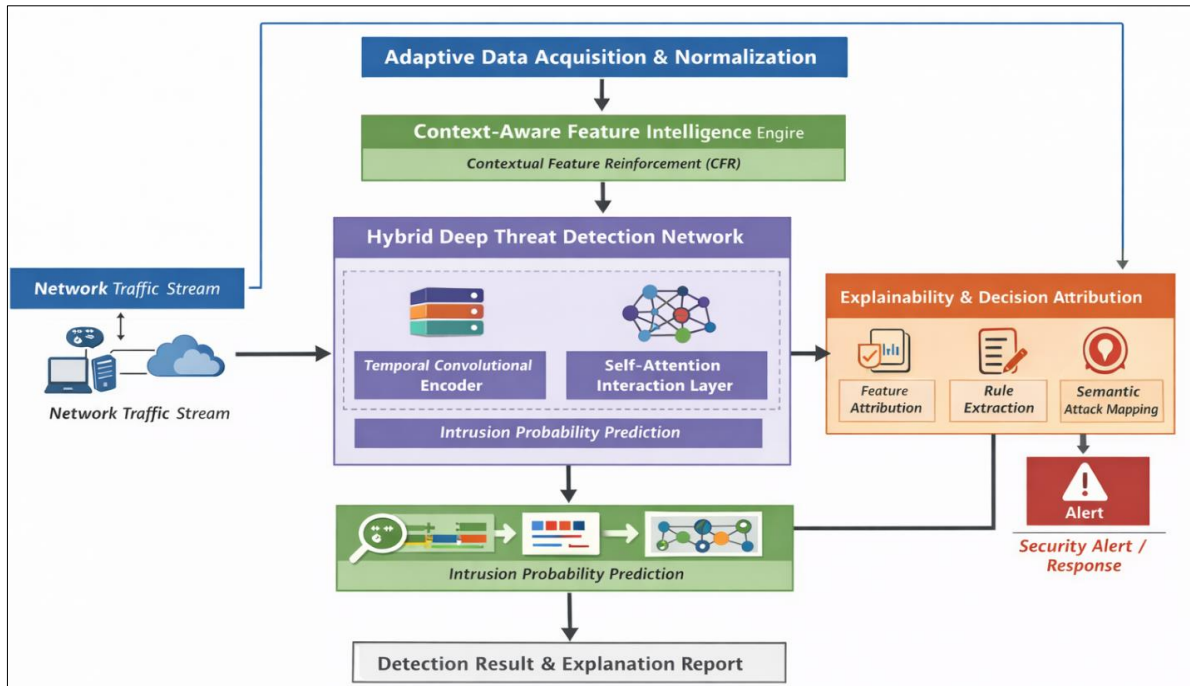 Adaptive Data Acquisition & Normalization
Context-Aware Feature Intelligence Engire
Contextual Feature Reinforcement (CFR)
Hybrid Deep Threat Detection Network
Network Traffic Stream
Network Traffic Stream
Temporal Convolutional
Encoder
Self-Attention
Interaction Layer
Intrusion Probability Prediction
Explainability & Decision Attribution
Feature
Attribution
Rule
Extraction
Semantic
Attack Mapping
Alert
Security Alert /
Response
Intrusion Probability Prediction
Detection Result & Explanation Report